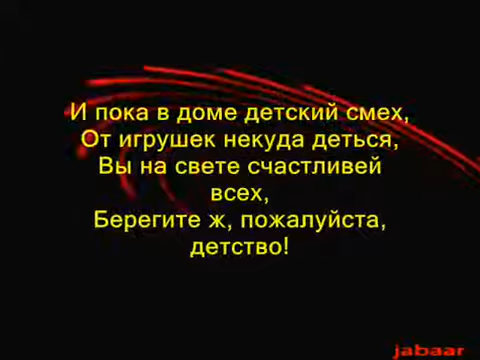 И пока в доме детский смех,
От игрушек некуда деться,
Вы на свете счастливей
всех,
Берегите ж, пожалуйста,
детство!
jabaar